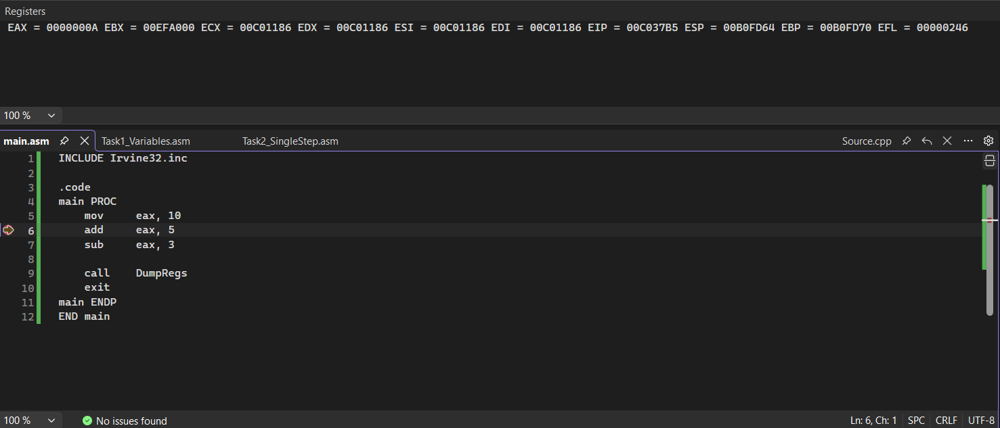 Registers
EAX = 0000000A EBX = 00EFA000 ECX = 00C01186 EDX = 00C01186 ESI = 00C01186 EDI = 00C01186 EIP = 00C037B5 ESP = 00B0FD64 EBP = 00B0FD70 EFL = 00000246
100 %
main.asm Task1_Variables.asm Task2_SingleStep.asm Source.cpp
1 INCLUDE Irvine32.inc
2
3 .code
4 main PROC
5     mov     eax, 10
6     add     eax, 5
7     sub     eax, 3
8
9     call    DumpRegs
10     exit
11 main ENDP
12 END main
100 % No issues found Ln: 6, Ch: 1 SPC CRLF UTF-8